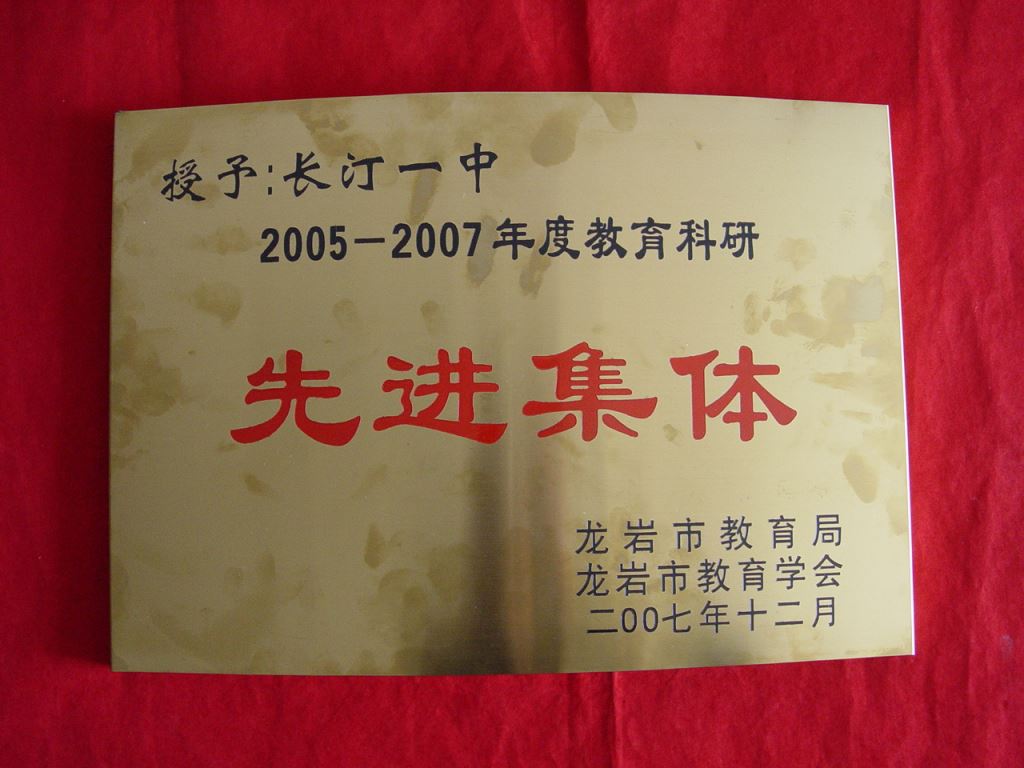 授予:长汀一中
2005-2007年度教育科研
先进集体
龙岩市教育局
龙岩市教育学会
二00七年十二月